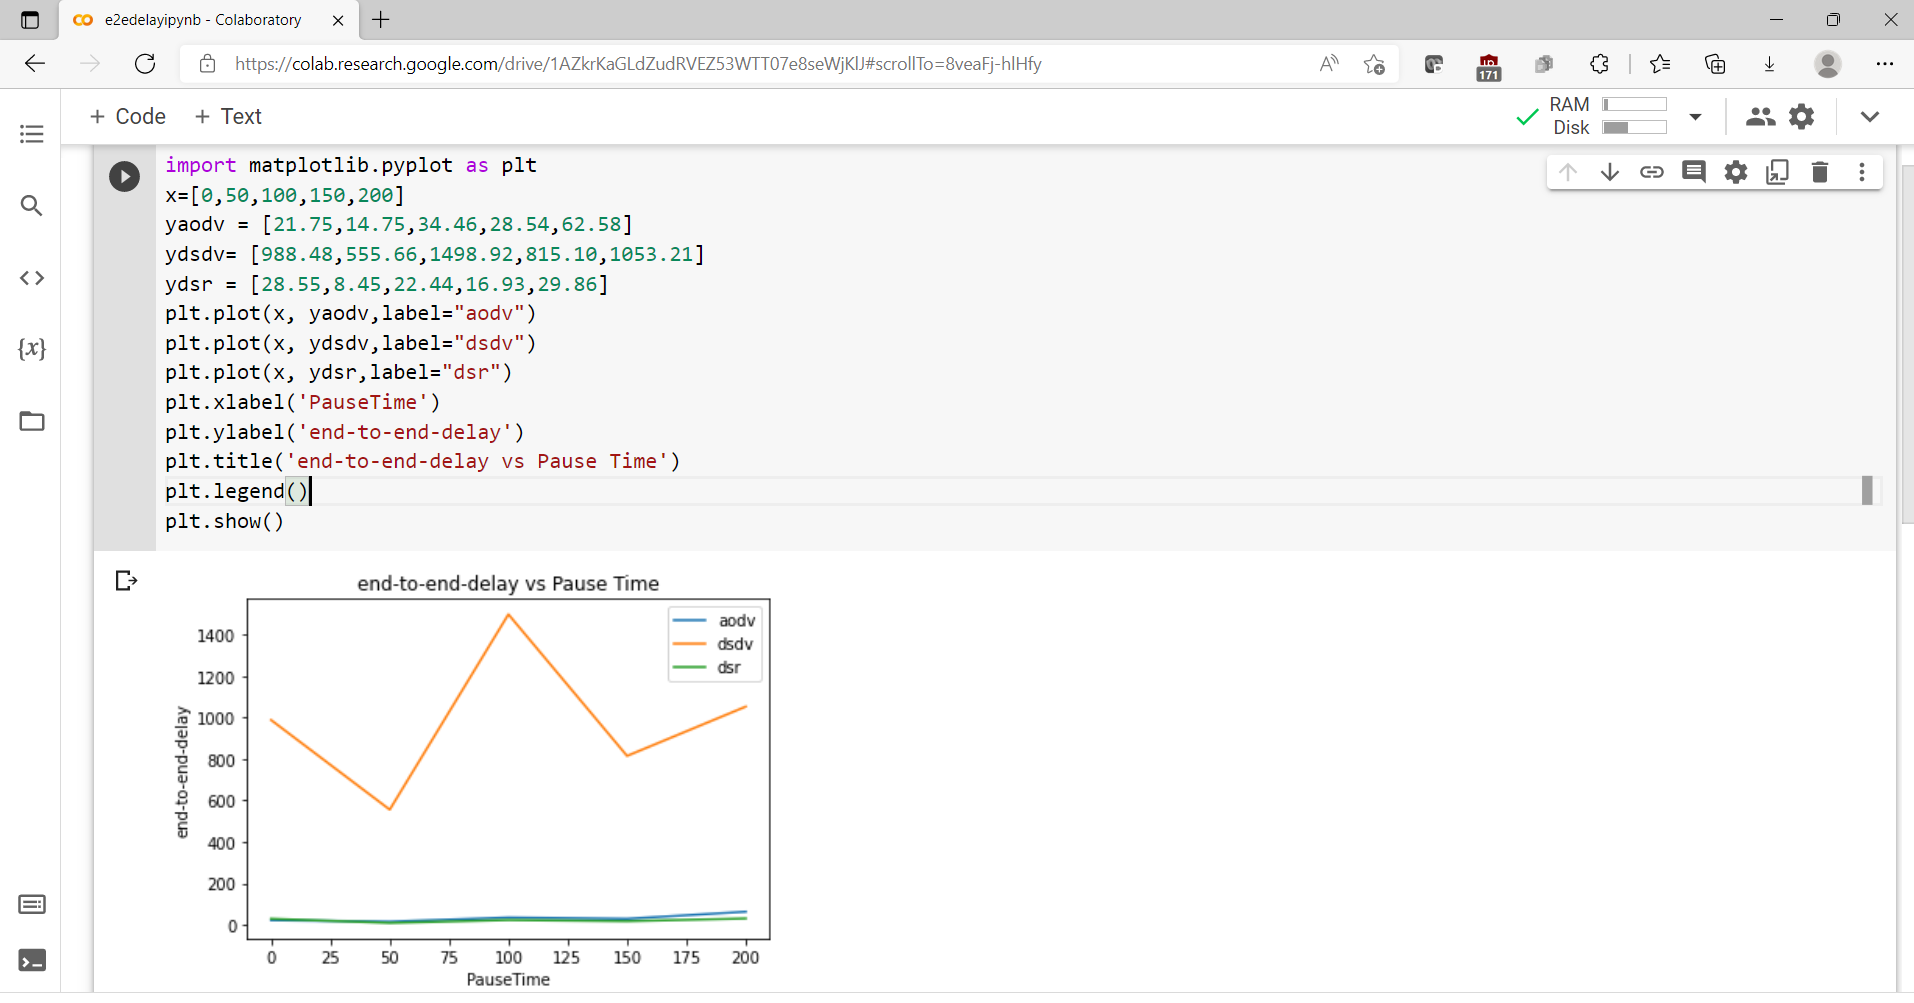 e2edelayipynb - Colaboratory
https://colab.research.google.com/drive/1AZkrKaGLdZudRVEZ53WTT07e8seWjKlJ#scrollTo=8veaFj-hlHfy
171
+ Code + Text
RAM
Disk
import matplotlib.pyplot as plt
x=[0,50,100,150,200]
yaodv = [21.75,14.75,34.46,28.54,62.58]
ydsdv= [988.48,555.66,1498.92,815.10,1053.21]
ydsr = [28.55,8.45,22.44,16.93,29.86]
plt.plot(x, yaodv,label="aodv")
plt.plot(x, ydsdv,label="dsdv")
plt.plot(x, ydsr,label="dsr")
plt.xlabel('PauseTime')
plt.ylabel('end-to-end-delay')
plt.title('end-to-end-delay vs Pause Time')
plt.legend()
plt.show()
end-to-end-delay vs Pause Time
aodv
dsdv
dsr
1400
1200
1000
800
600
400
200
0
end-to-end-delay
0 25 50 75 100 125 150 175 200
PauseTime